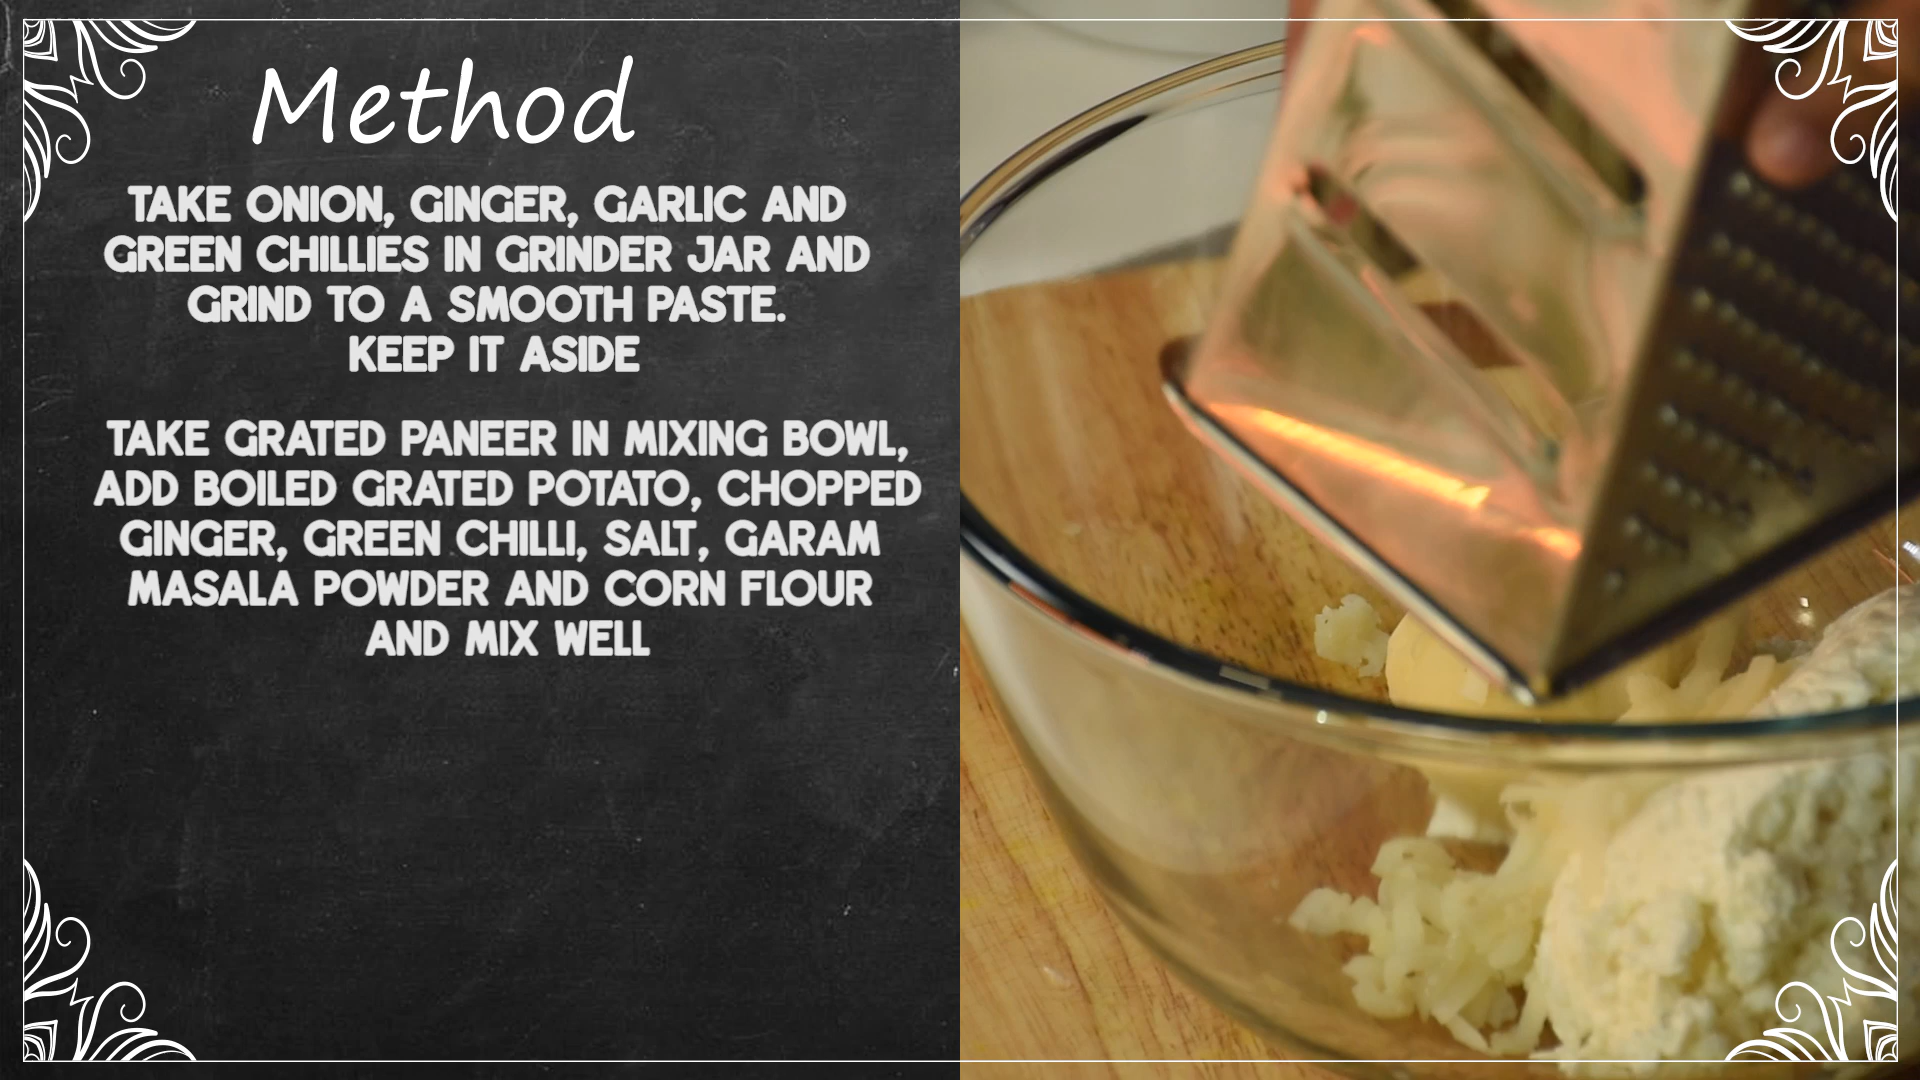 Method
TAKE ONION, GINGER, GARLIC AND
GREEN CHILLIES IN GRINDER JAR AND
GRIND TO A SMOOTH PASTE.
KEEP IT ASIDE
TAKE GRATED PANEER IN MIXING BOWL,
ADD BOILED GRATED POTATO, CHOPPED
GINGER, GREEN CHILLI, SALT, GARAM
MASALA POWDER AND CORN FLOUR
AND MIX WELL